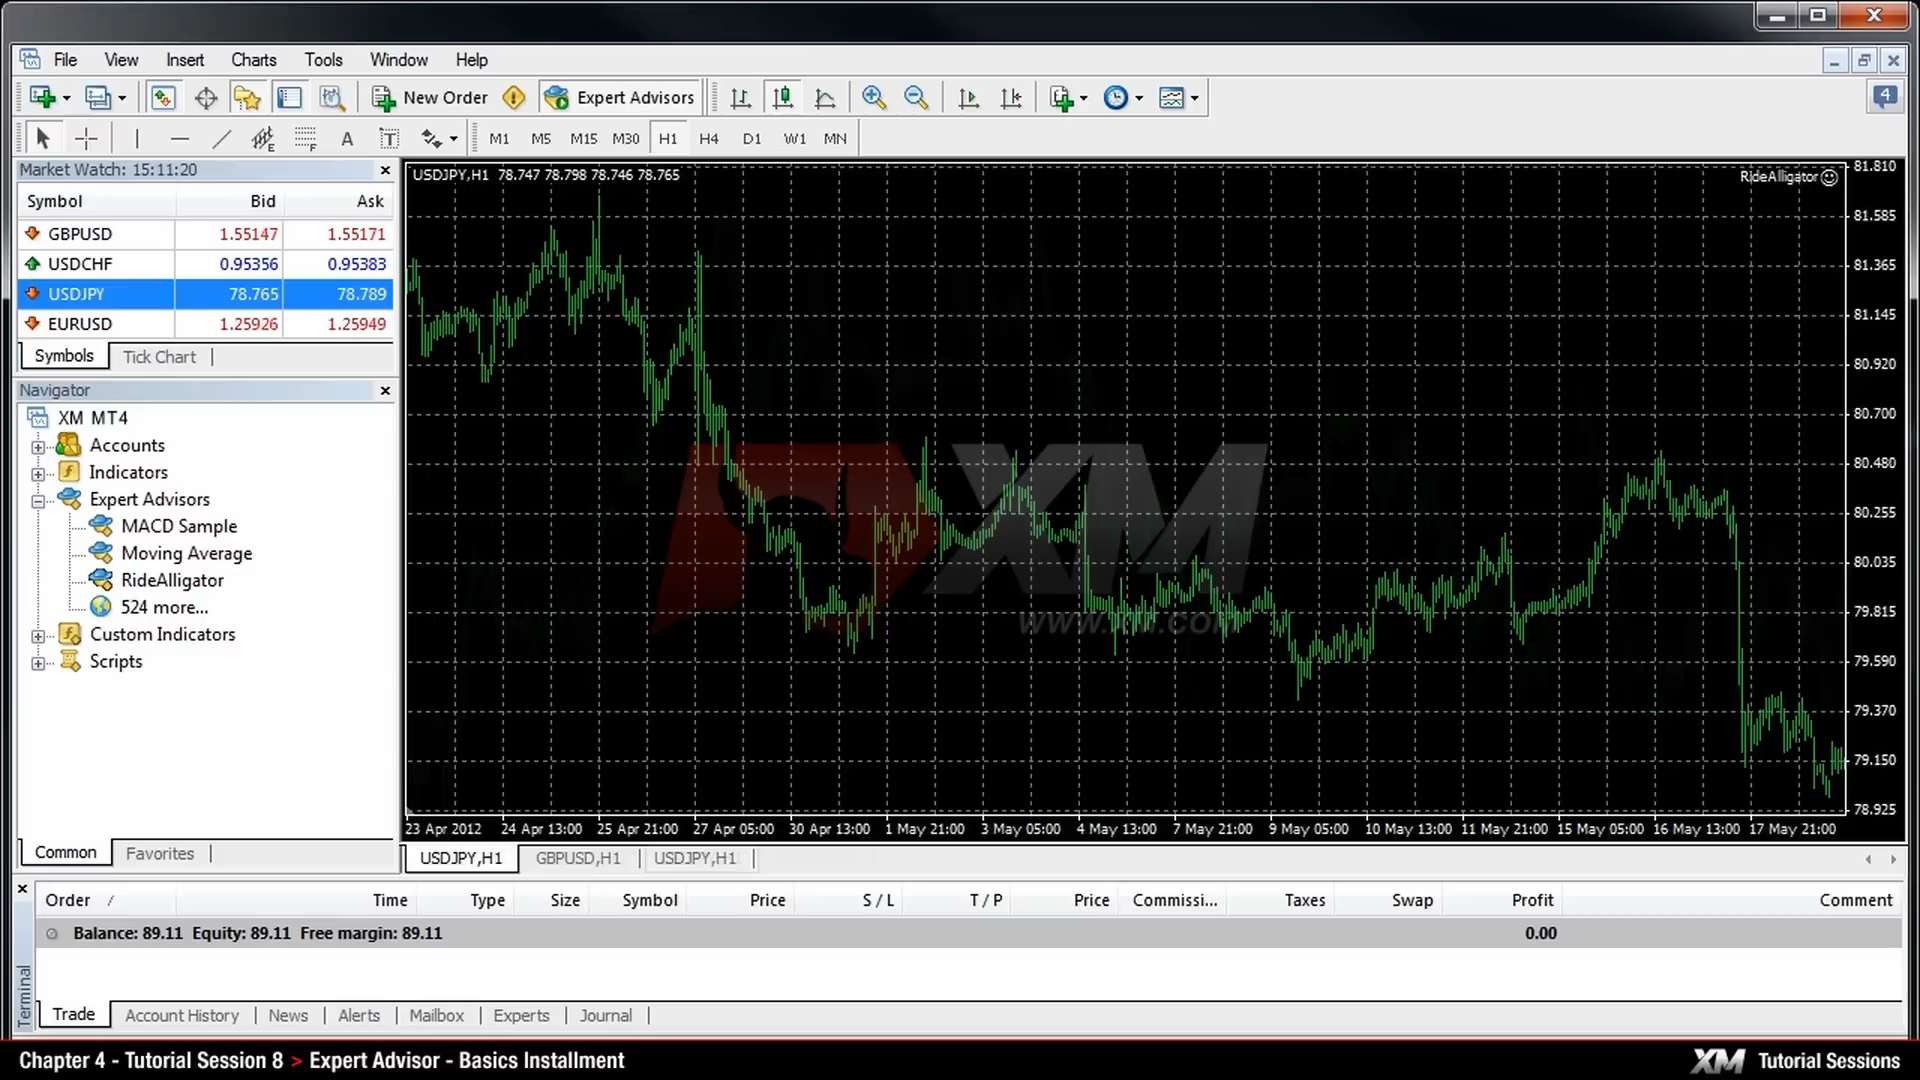 File View Insert Charts Tools Window Help
New Order Expert Advisors 4
A T M1 M5 M15 M30 H1 H4 D1 W1 MN
Market Watch: 15:11:20
Symbol Bid Ask
GBPUSD 1.55147 1.55171
USDCHF 0.95356 0.95383
USDJPY 78.765 78.789
EURUSD 1.25926 1.25949
Symbols Tick Chart
Navigator
XM MT4
Accounts
Indicators
Expert Advisors
MACD Sample
Moving Average
RideAlligator
524 more...
Custom Indicators
Scripts
Common Favorites
USDJPY,H1 78.747 78.798 78.746 78.765
RideAlligator
XM
www.xm.com
81.810
81.585
81.365
81.145
80.920
80.700
80.480
80.255
80.035
79.815
79.590
79.370
79.150
78.925
23 Apr 2012 24 Apr 13:00 25 Apr 21:00 27 Apr 05:00 30 Apr 13:00 1 May 21:00 3 May 05:00 4 May 13:00 7 May 21:00 9 May 05:00 10 May 13:00 11 May 21:00 15 May 05:00 16 May 13:00 17 May 21:00
USDJPY,H1 GBPUSD,H1 USDJPY,H1
Order / Time Type Size Symbol Price S / L T / P Price Commissi... Taxes Swap Profit Comment
Balance: 89.11 Equity: 89.11 Free margin: 89.11 0.00
Terminal
Trade Account History News Alerts Mailbox Experts Journal
Chapter 4 - Tutorial Session 8 > Expert Advisor - Basics Installment
XM Tutorial Sessions